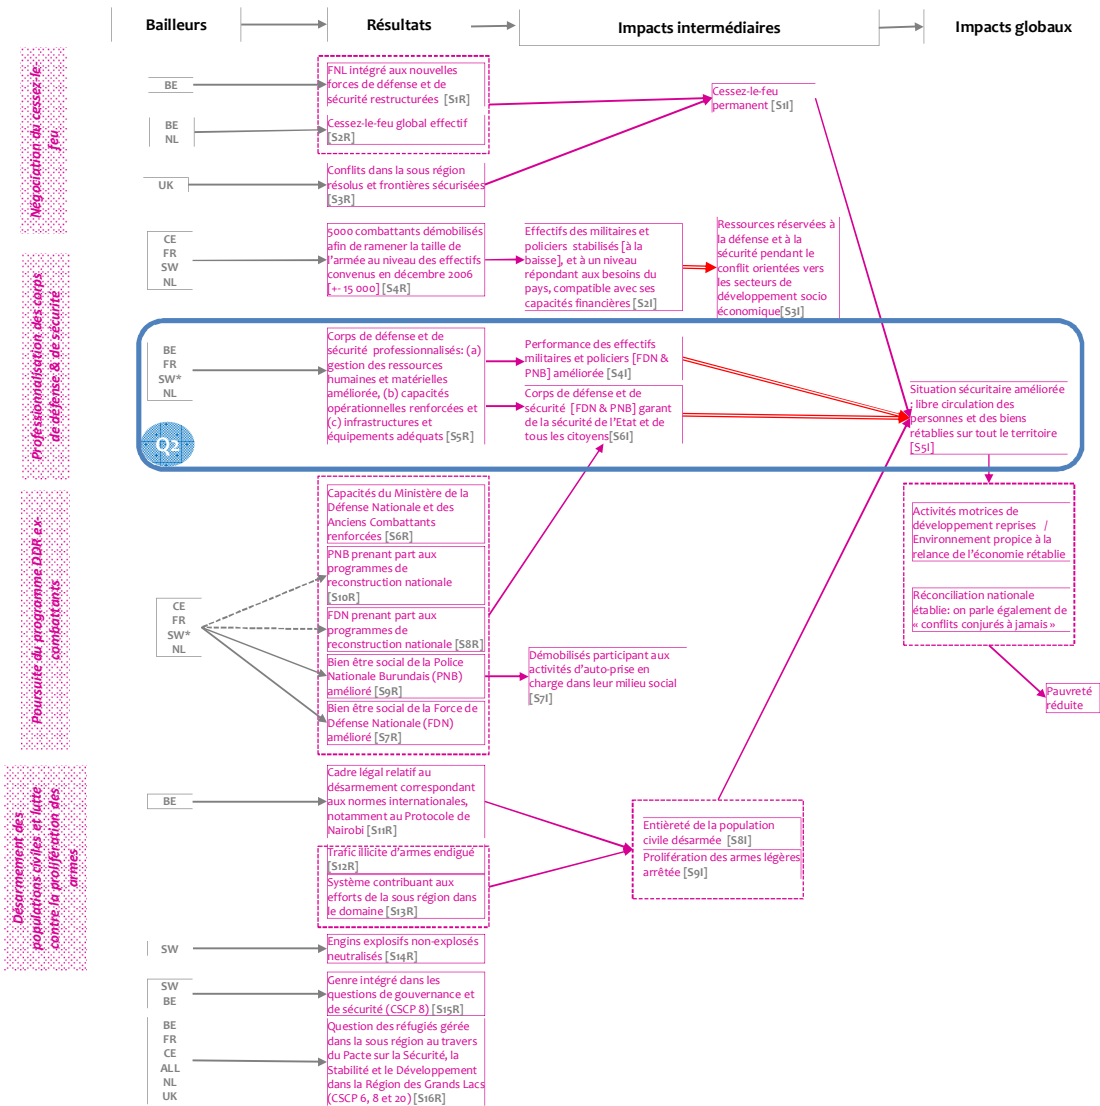 Bailleurs
Résultats
Impacts intermédiaires
Impacts globaux
Négociation du cessez-le-
feu
BE
FNL intégré aux nouvelles
forces de défense et de
sécurité restructurées [S1R]
BE
NL
Cessez-le-feu global effectif
[S2R]
Cessez-le-feu
permanent [S1I]
UK
Conflits dans la sous région
résolus et frontières sécurisées
[S3R]
Professionnalisation des corps
de défense & de sécurité
CE
FR
SW
NL
5000 combattants démobilisés
afin de ramener la taille de
l'armée au niveau des effectifs
convenus en décembre 2006
[+- 15 000] [S4R]
Effectifs des militaires et
policiers stabilisés [à la
baisse], et à un niveau
répondant aux besoins du
pays, compatible avec ses
capacités financières [S2I]
Ressources réservées à
la défense et à la
sécurité pendant le
conflit orientées vers
les secteurs de
développement socio
économique[S3I]
BE
FR
SW*
NL
Q2
Corps de défense et de
sécurité professionnalisés: (a)
gestion des ressources
humaines et matérielles
améliorée, (b) capacités
opérationnelles renforcées et
(c) infrastructures et
équipements adéquats [S5R]
Performance des effectifs
militaires et policiers [FDN &
PNB] améliorée [S4I]
Corps de défense et de
sécurité [FDN & PNB] garant
de la sécurité de l'Etat et de
tous les citoyens[S6I]
Situation sécuritaire améliorée
; libre circulation des
personnes et des biens
rétablies sur tout le territoire
[S5I]
Poursuite du programme DDR ex-
combattants
CE
FR
SW*
NL
Capacités du Ministère de la
Défense Nationale et des
Anciens Combattants
renforcées [S6R]
PNB prenant part aux
programmes de
reconstruction nationale
[S10R]
FDN prenant part aux
programmes de
reconstruction nationale [S8R]
Bien être social de la Police
Nationale Burundais (PNB)
amélioré [S9R]
Bien être social de la Force de
Défense Nationale (FDN)
amélioré [S7R]
Démobilisés participant aux
activités d'auto-prise en
charge dans leur milieu social
[S7I]
Activités motrices de
développement reprises /
Environnement propice à la
relance de l'économie rétablie
Réconciliation nationale
établie: on parle également de
« conflits conjurés à jamais »
Pauvreté
réduite
Désarmement des
populations civiles et lutte
contre la prolifération des
armes
BE
Cadre légal relatif au
désarmement correspondant
aux normes internationales,
notamment au Protocole de
Nairobi [S11R]
Trafic illicite d'armes endigué
[S12R]
Système contribuant aux
efforts de la sous région dans
le domaine [S13R]
Entièreté de la population
civile désarmée [S8I]
Prolifération des armes légères
arrêtée [S9I]
SW
Engins explosifs non-explosés
neutralisés [S14R]
SW
BE
Genre intégré dans les
questions de gouvernance et
de sécurité (CSCP 8) [S15R]
BE
FR
CE
ALL
NL
UK
Question des réfugiés gérée
dans la sous région au travers
du Pacte sur la Sécurité, la
Stabilité et le Développement
dans la Région des Grands Lacs
(CSCP 6, 8 et 20) [S16R]